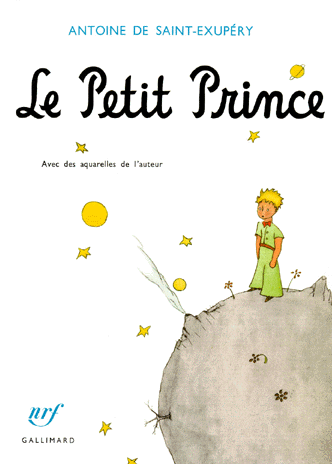 ANTOINE DE SAINT-EXUPÉRY
Le Petit Prince
Avec des aquarelles de l'auteur
nrf
GALLIMARD